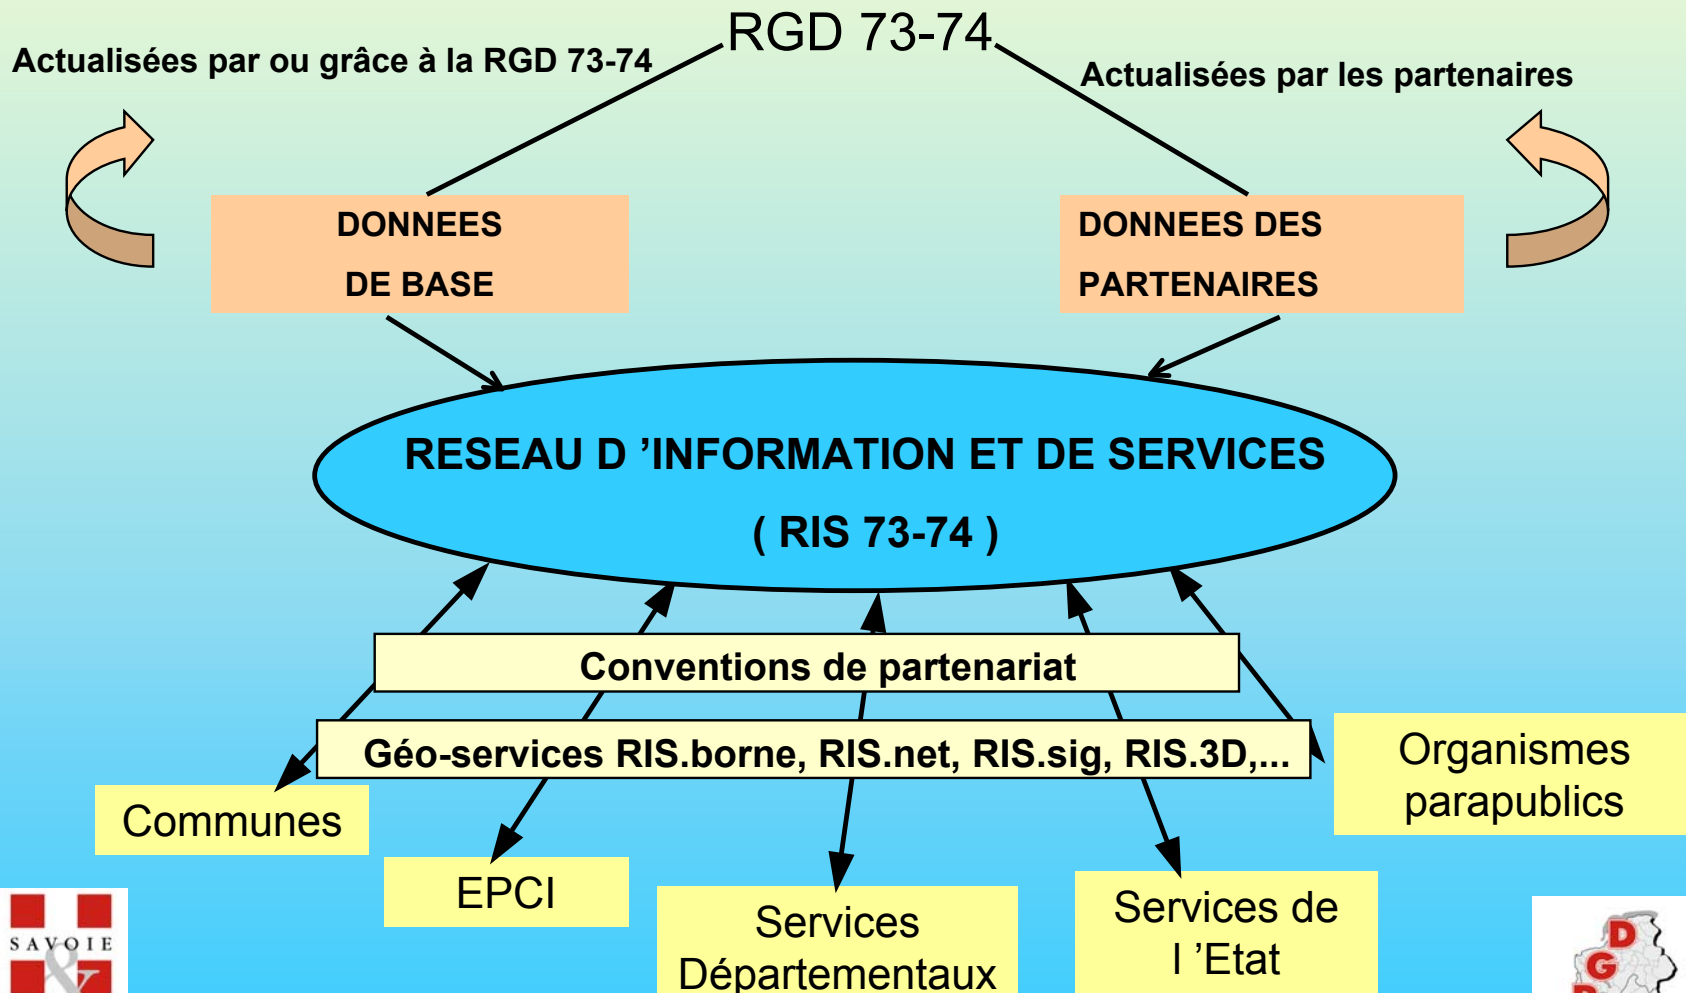 RGD 73-74
Actualisées par ou grâce à la RGD 73-74
Actualisées par les partenaires
DONNEES
DE BASE
DONNEES DES
PARTENAIRES
RESEAU D ’INFORMATION ET DE SERVICES
( RIS 73-74 )
Conventions de partenariat
Géo-services RIS.borne, RIS.net, RIS.sig, RIS.3D,...
Communes
EPCI
Services
Départementaux
Services de
l ’Etat
Organismes
parapublics
SAVOIE
&
D
G